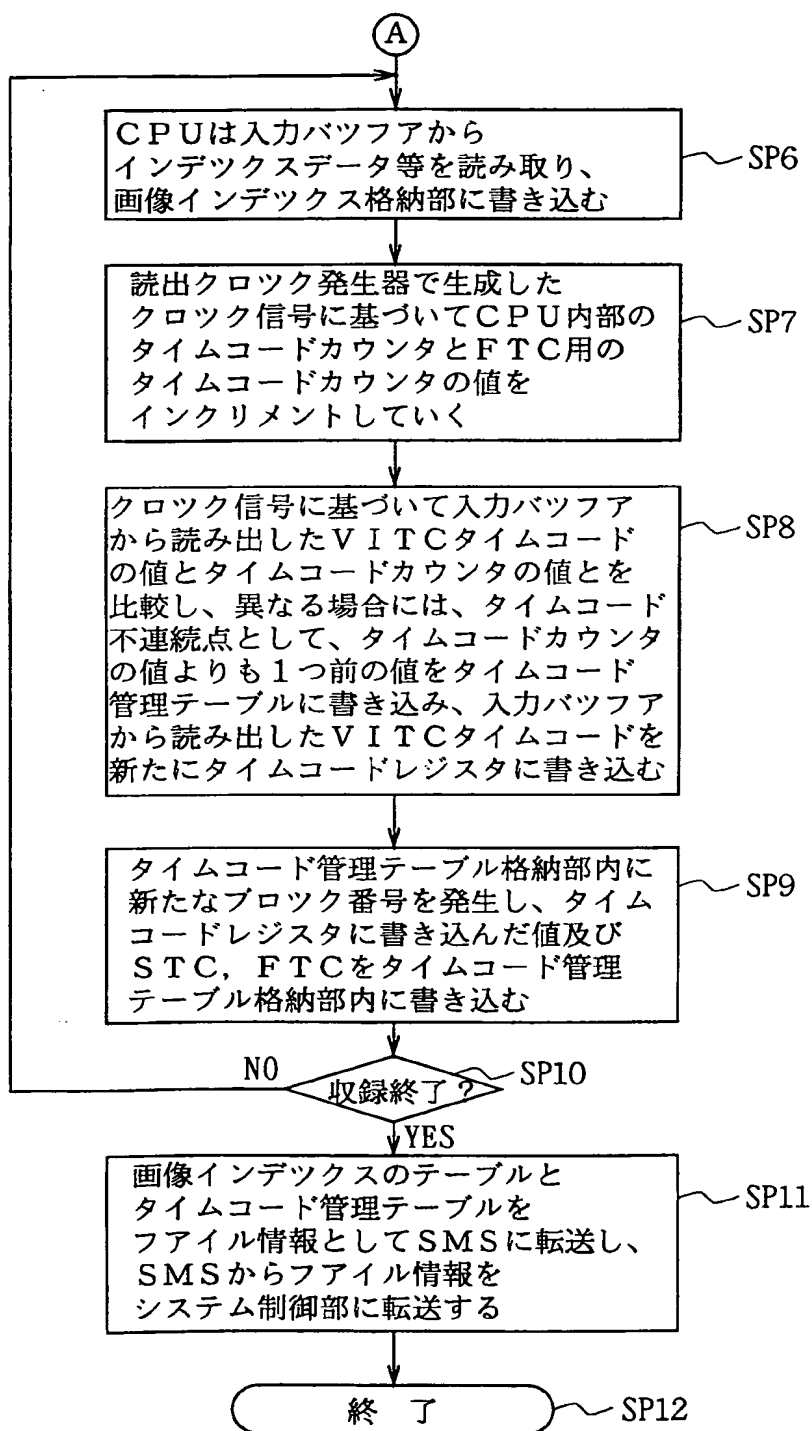 A
CPUは入力バツフアから
インデツクスデータ等を読み取り、
画像インデックス格納部に書き込む
SP6
読出クロツク発生器で生成した
クロツク信号に基づいてCPU内部の
タイムコードカウンタとFTC用の
タイムコードカウンタの値を
インクリメントしていく
SP7
クロツク信号に基づいて入力バツフア
から読み出したVITCタイムコード
の値とタイムコードカウンタの値とを
比較し、異なる場合には、タイムコード
不連続点として、タイムコードカウンタ
の値よりも1つ前の値をタイムコード
管理テーブルに書き込み、入力バツフア
から読み出したVITCタイムコードを
新たにタイムコードレジスタに書き込む
SP8
タイムコード管理テーブル格納部内に
新たなブロツク番号を発生し、タイム
コードレジスタに書き込んだ値及び
STC,FTCをタイムコード管理
テーブル格納部内に書き込む
SP9
NO
収録終了?
SP10
YES
画像インデツクスのテーブルと
タイムコード管理テーブルを
フアイル情報としてSMSに転送し、
SMSからフアイル情報を
システム制御部に転送する
SP11
終 了
SP12